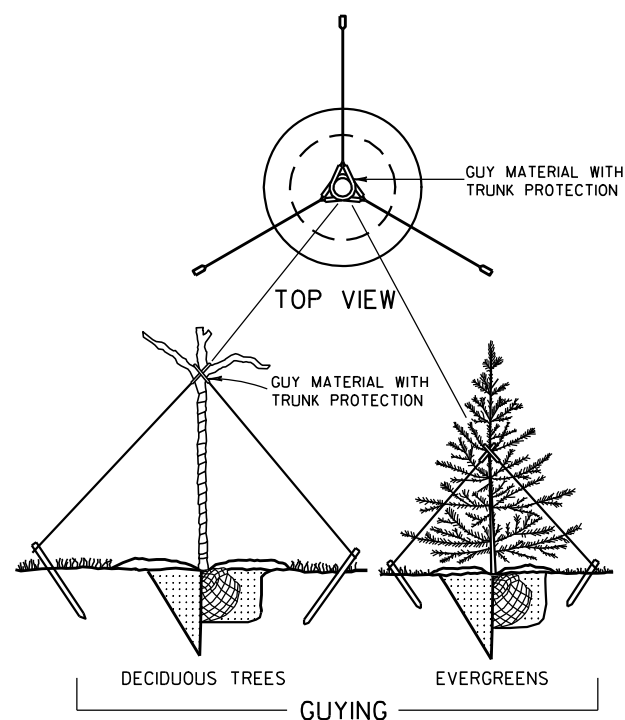 GUY MATERIAL WITH
TRUNK PROTECTION
TOP VIEW
GUY MATERIAL WITH
TRUNK PROTECTION
DECIDUOUS TREES
EVERGREENS
GUYING